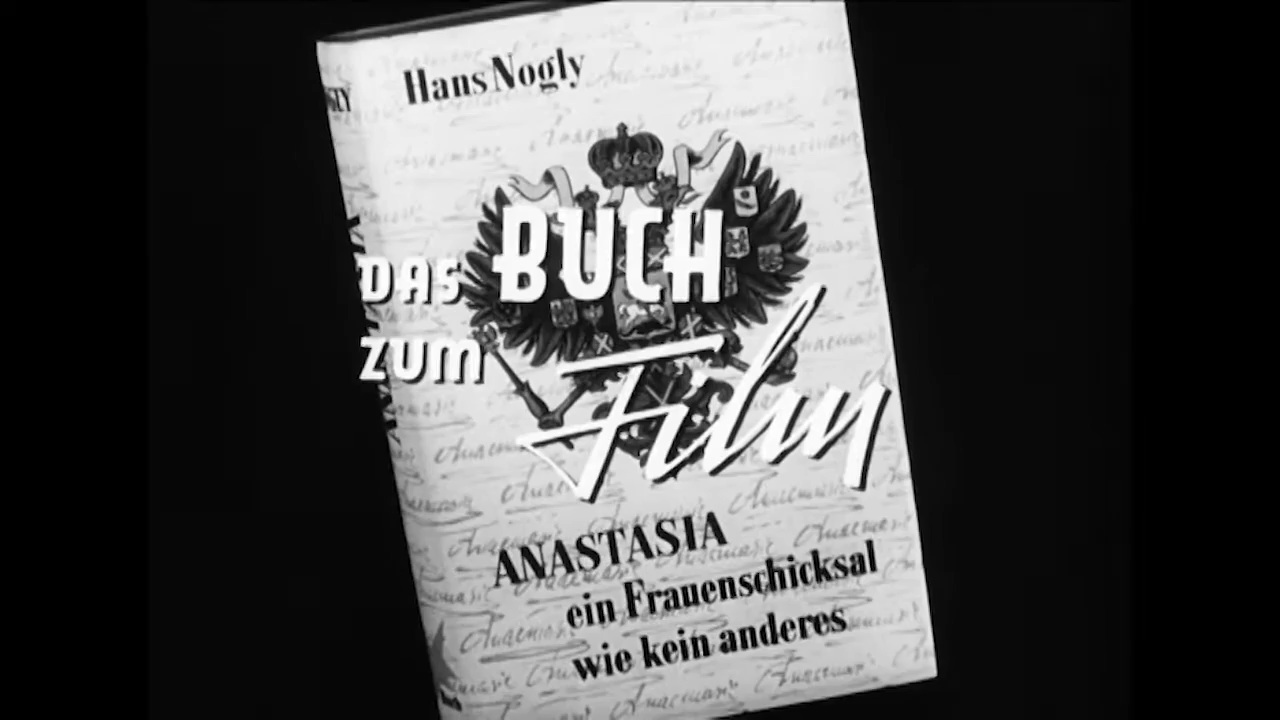 Hans Nogly
DAS BUCH
ZUM Film
ANASTASIA
ein Frauenschicksal
wie kein anderes